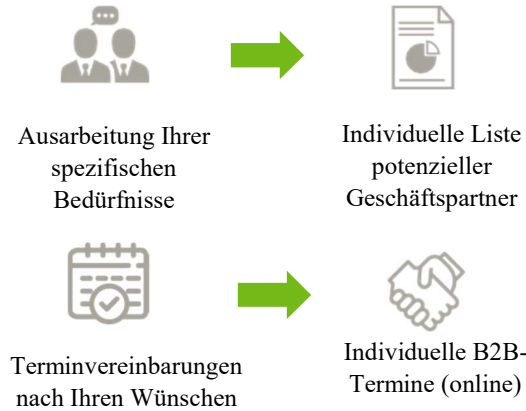 Ausarbeitung Ihrer
spezifischen
Bedürfnisse
Individuelle Liste
potenzieller
Geschäftspartner
Terminvereinbarungen
nach Ihren Wünschen
Individuelle B2B-
Termine (online)